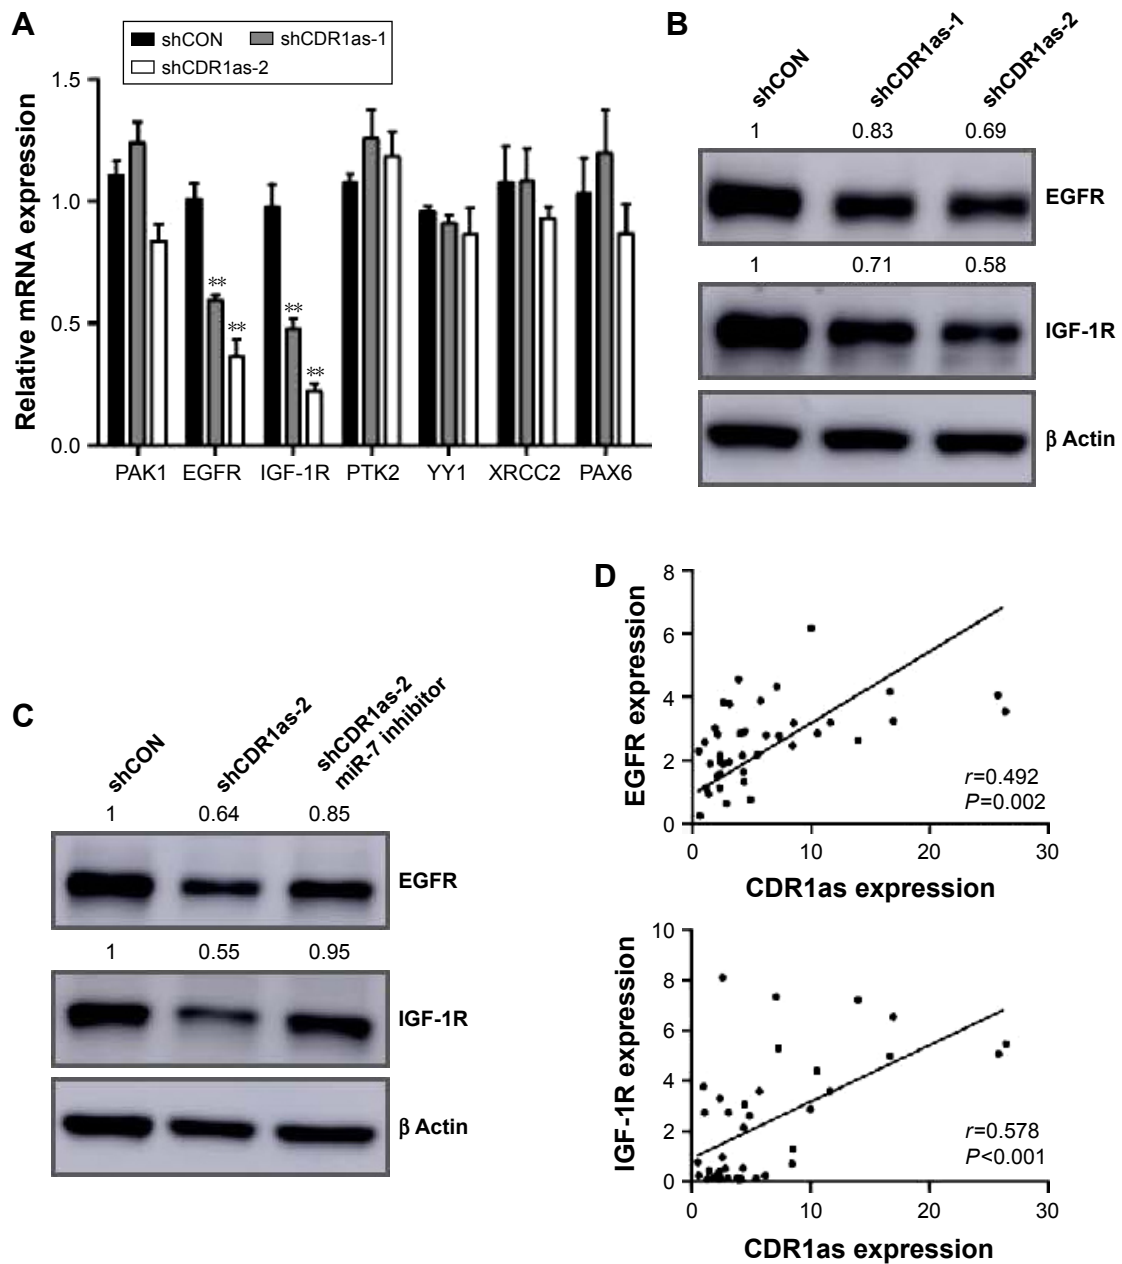 A
shCON shCDR1as-1
shCDR1as-2
Relative mRNA expression
1.5
1.0
0.5
0.0
**
**
**
**
PAK1 EGFR IGF-1R PTK2 YY1 XRCC2 PAX6
B
shCON shCDR1as-1 shCDR1as-2
1 0.83 0.69
EGFR
1 0.71 0.58
IGF-1R
β Actin
C
shCON shCDR1as-2 shCDR1as-2
miR-7 inhibitor
1 0.64 0.85
EGFR
1 0.55 0.95
IGF-1R
β Actin
D
EGFR expression
8
6
4
2
0
r=0.492
P=0.002
0 10 20 30
CDR1as expression
IGF-1R expression
10
8
6
4
2
0
r=0.578
P<0.001
0 10 20 30
CDR1as expression